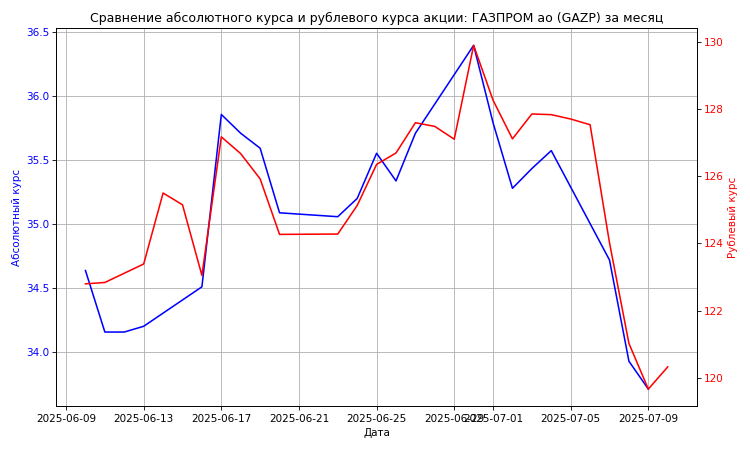 Сравнение абсолютного курса и рублевого курса акции: ГАЗПРОМ ао (GAZP) за месяц
36.5
36.0
35.5
35.0
34.5
34.0
Абсолютный курс
130
128
126
124
122
120
Рублевый курс
2025-06-09 2025-06-13 2025-06-17 2025-06-21 2025-06-25 2025-06-29 2025-07-01 2025-07-05 2025-07-09
Дата